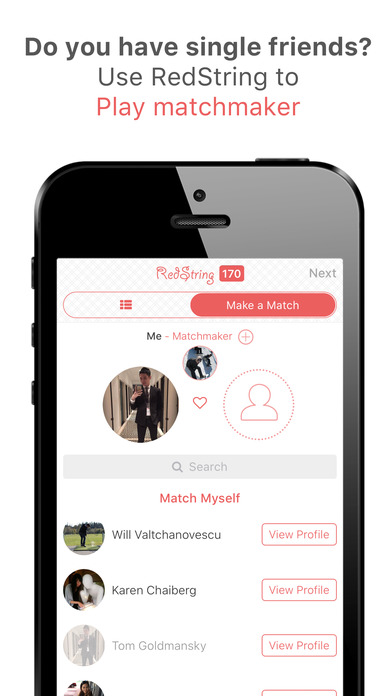 Do you have single friends?
Use RedString to
Play matchmaker
RedString 170 Next
Make a Match
Me - Matchmaker
Search
Match Myself
Will Valtchanovescu View Profile
Karen Chaiberg View Profile
Tom Goldmansky View Profile
View Profile